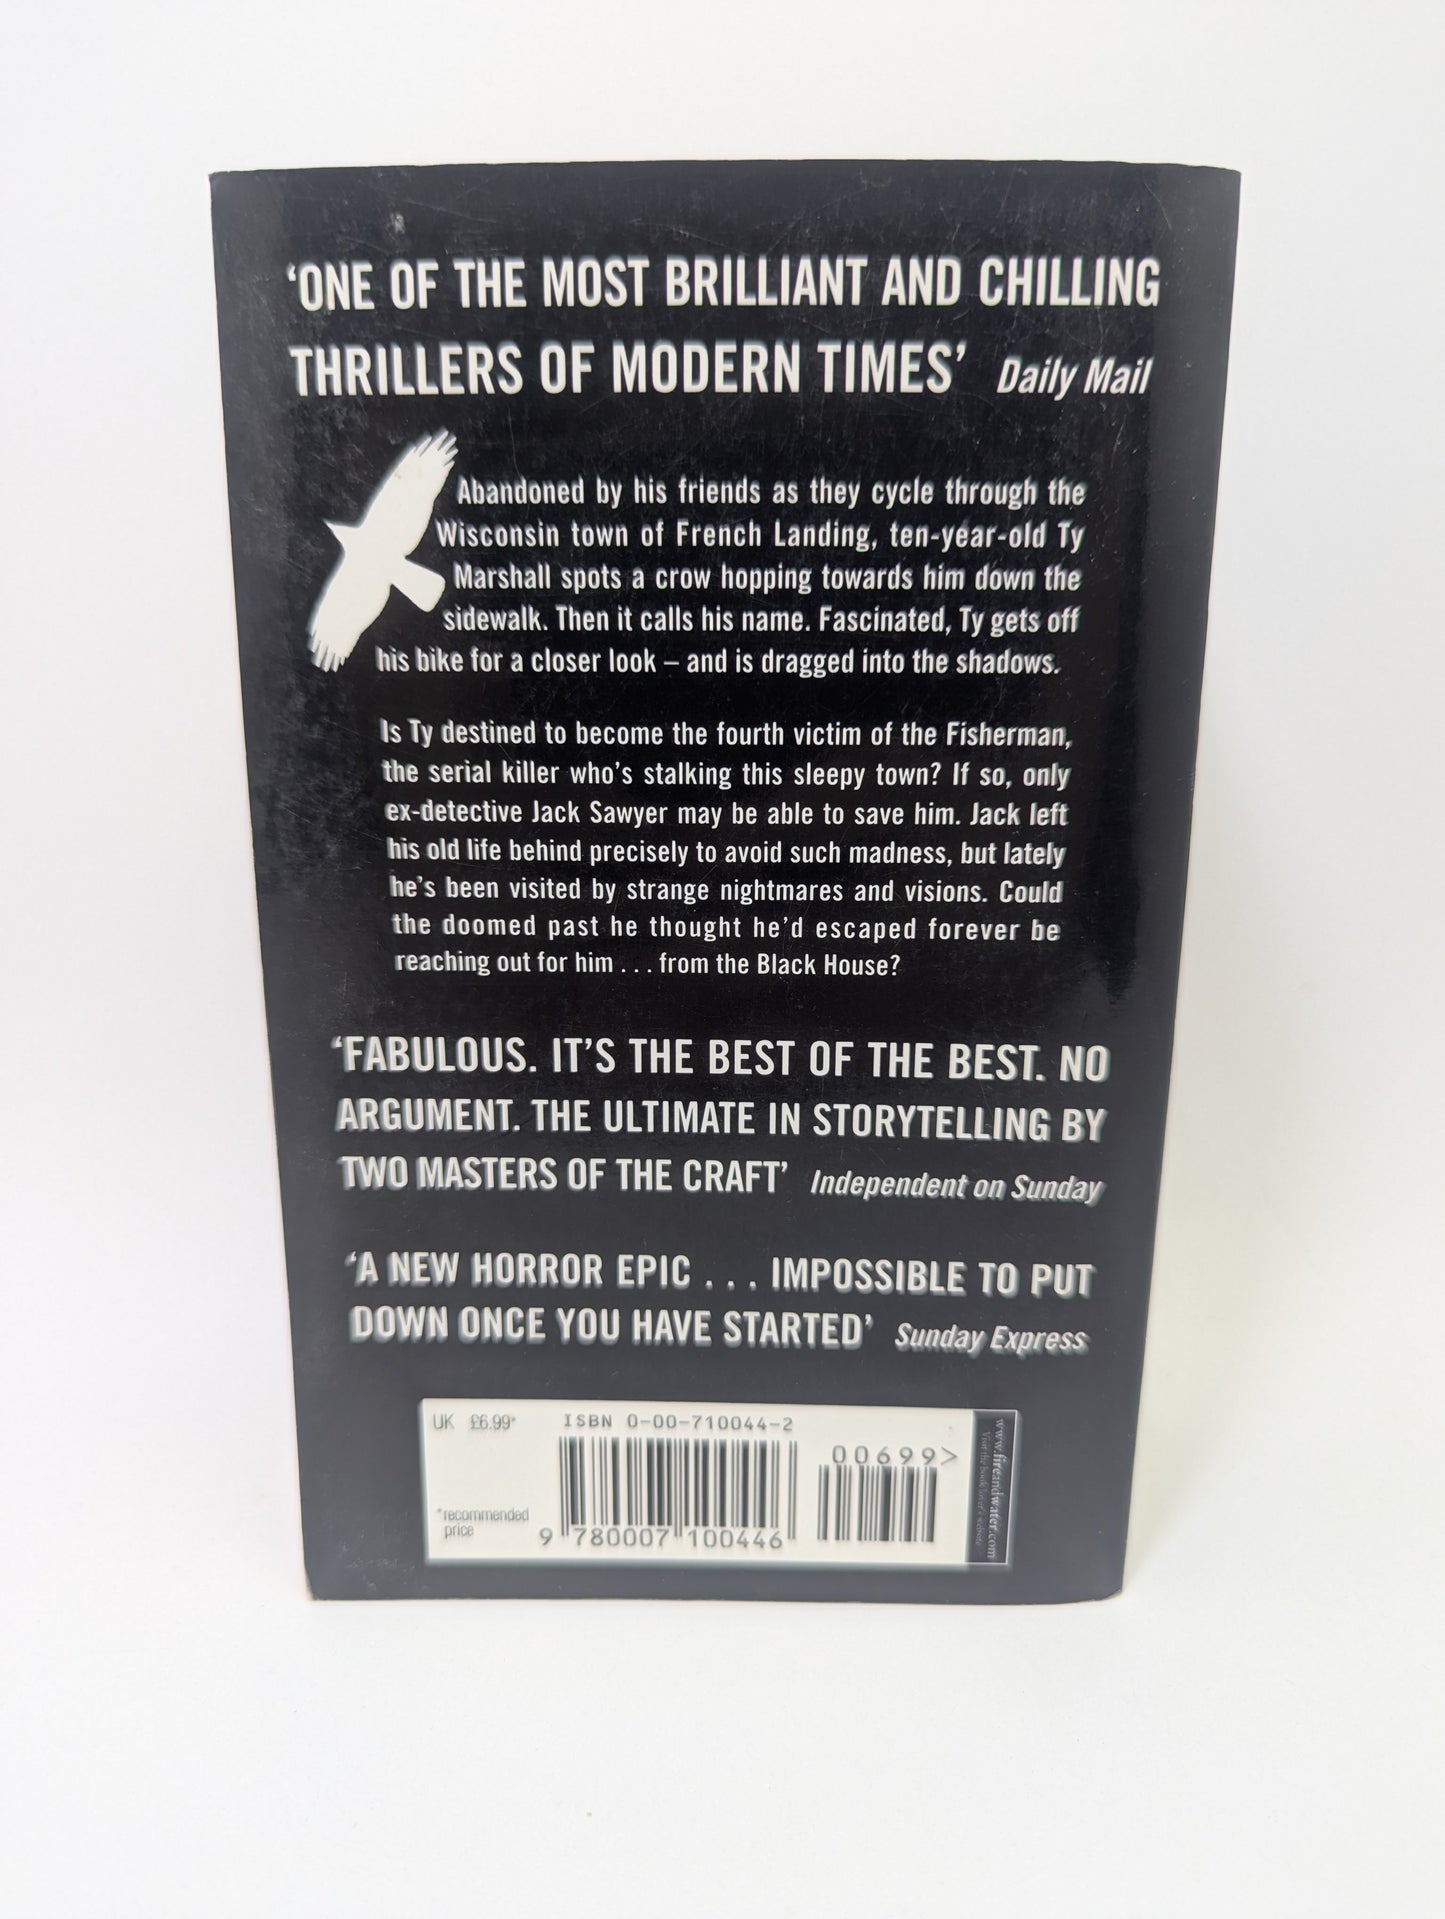 ‘ONE OF THE MOST BRILLIANT AND CHILLING
THRILLERS OF MODERN TIMES’ Daily Mail
Abandoned by his friends as they cycle through the
Wisconsin town of French Landing, ten-year-old Ty
Marshall spots a crow hopping towards him down the
sidewalk. Then it calls his name. Fascinated, Ty gets off
his bike for a closer look – and is dragged into the shadows.
Is Ty destined to become the fourth victim of the Fisherman,
the serial killer who’s stalking this sleepy town? If so, only
ex-detective Jack Sawyer may be able to save him. Jack left
his old life behind precisely to avoid such madness, but lately
he’s been visited by strange nightmares and visions. Could
the doomed past he thought he’d escaped forever be
reaching out for him . . . from the Black House?
‘FABULOUS. IT’S THE BEST OF THE BEST. NO
ARGUMENT. THE ULTIMATE IN STORYTELLING BY
TWO MASTERS OF THE CRAFT’ Independent on Sunday
‘A NEW HORROR EPIC . . . IMPOSSIBLE TO PUT
DOWN ONCE YOU HAVE STARTED’ Sunday Express
UK £6.99*
*recommended
price
ISBN 0-00-710044-2
9 780007 100446
00699>
www.fireandwater.com
Visit the book lover's website